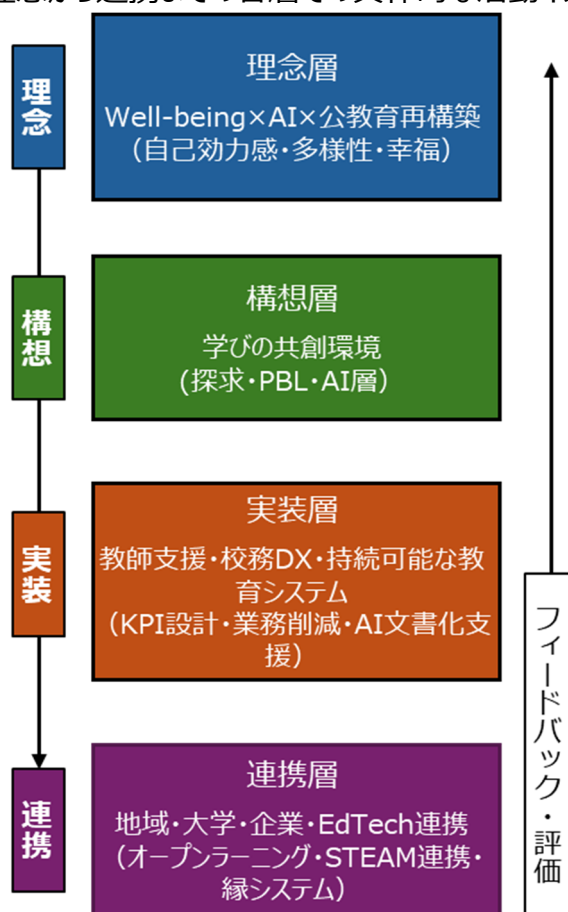 理念
理念層
Well-being×AI×公教育再構築
（自己効力感・多様性・幸福）
構想
構想層
学びの共創環境
(探求・PBL・AI層）
実装
実装層
教師支援・校務DX・持続可能な教
育システム
（KPI設計・業務削減・AI文書化支
援）
連携
連携層
地域・大学・企業・EdTech連携
（オープンラーニング・STEAM連携・
縁システム）
フィードバック・評価